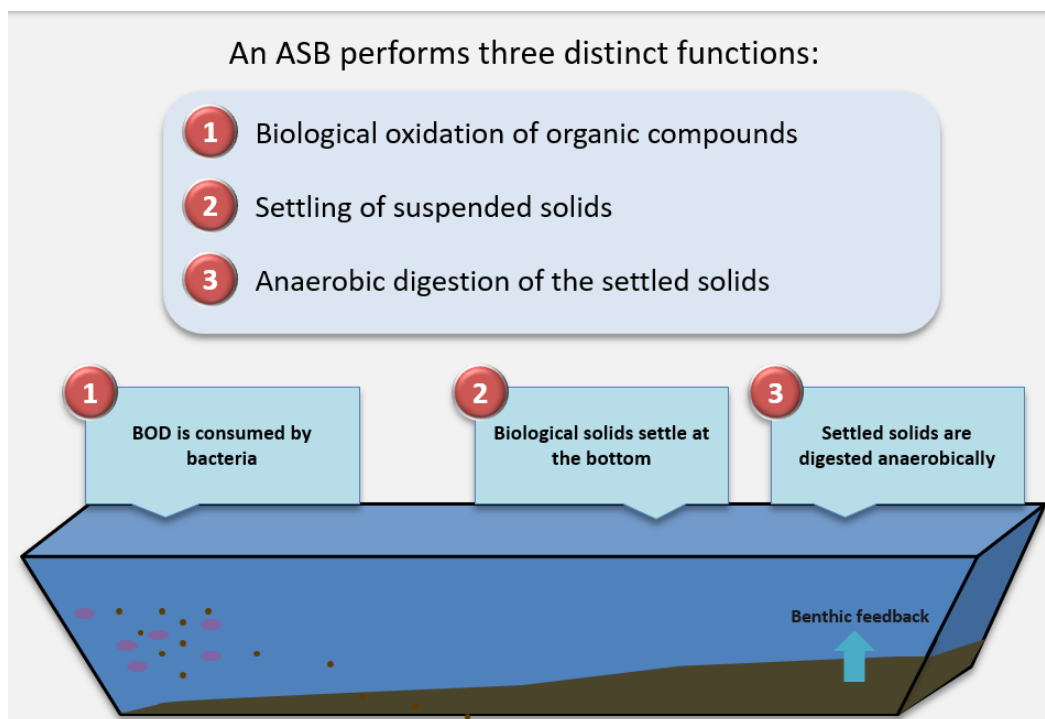 An ASB performs three distinct functions:
1 Biological oxidation of organic compounds
2 Settling of suspended solids
3 Anaerobic digestion of the settled solids
1
BOD is consumed by
bacteria
2
Biological solids settle at
the bottom
3
Settled solids are
digested anaerobically
Benthic feedback